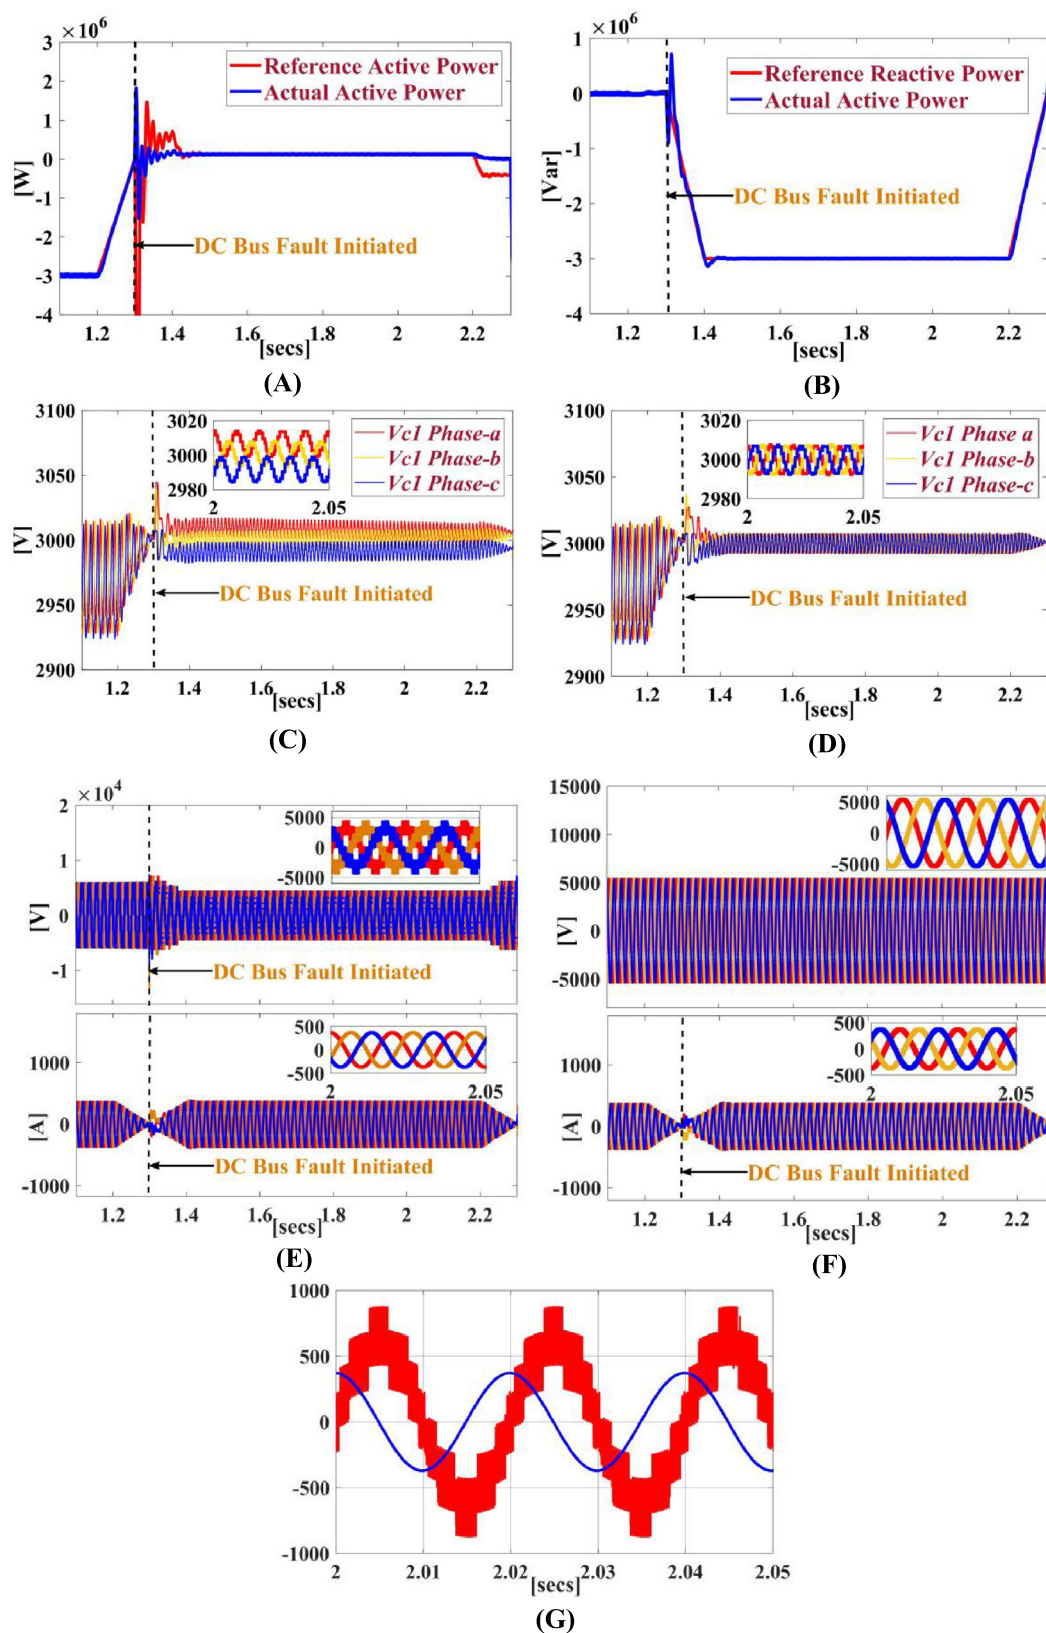 ×10⁶
3
2
1
0
-1
-2
-3
-4
[W]
Reference Active Power
Actual Active Power
DC Bus Fault Initiated
1.2 1.4 1.6 1.8 2 2.2
[secs]
(A)
×10⁶
1
0
-1
-2
-3
-4
[Var]
Reference Reactive Power
Actual Active Power
DC Bus Fault Initiated
1.2 1.4 1.6 1.8 2 2.2
[secs]
(B)
3100
3050
3000
2950
2900
[V]
3020
3000
2980
2 2.05
Vc1 Phase-a
Vc1 Phase-b
Vc1 Phase-c
DC Bus Fault Initiated
1.2 1.4 1.6 1.8 2 2.2
[secs]
(C)
3100
3050
3000
2950
2900
[V]
3020
3000
2980
2 2.05
Vc1 Phase a
Vc1 Phase-b
Vc1 Phase-c
DC Bus Fault Initiated
1.2 1.4 1.6 1.8 2 2.2
[secs]
(D)
×10⁴
2
1
0
-1
[V]
5000
0
-5000
DC Bus Fault Initiated
1000
0
-1000
[A]
500
0
-500
2 2.05
DC Bus Fault Initiated
1.2 1.4 1.6 1.8 2 2.2
[secs]
(E)
15000
10000
5000
0
-5000
[V]
5000
0
-5000
1000
0
-1000
[A]
500
0
-500
2 2.05
DC Bus Fault Initiated
1.2 1.4 1.6 1.8 2 2.2
[secs]
(F)
1000
500
0
-500
-1000
2 2.01 2.02 2.03 2.04 2.05
[secs]
(G)